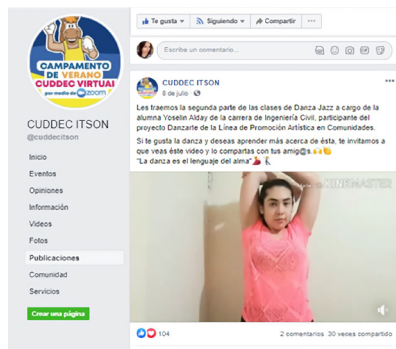 CAMPAMENTO
DE VERANO
CUDDEC VIRTUAL
por medio de zoom
CUDDEC ITSON
@cuddecitson
Inicio
Eventos
Opiniones
Información
Videos
Fotos
Publicaciones
Comunidad
Servicios
Crear una página
Te gusta
Siguiendo
Compartir
Escribe un comentario...
CUDDEC ITSON
8 de julio
Les traemos la segunda parte de las clases de Danza Jazz a cargo de la
alumna Yoselin Alday de la carrera de Ingeniería Civil, participante del
proyecto Danzarte de la Línea de Promoción Artística en Comunidades.
Si te gusta la danza y deseas aprender más acerca de ésta, te invitamos a
que veas éste video y lo compartas con tus amig@s.
"La danza es el lenguaje del alma"
KINEMASTER
104
2 comentarios 30 veces compartido